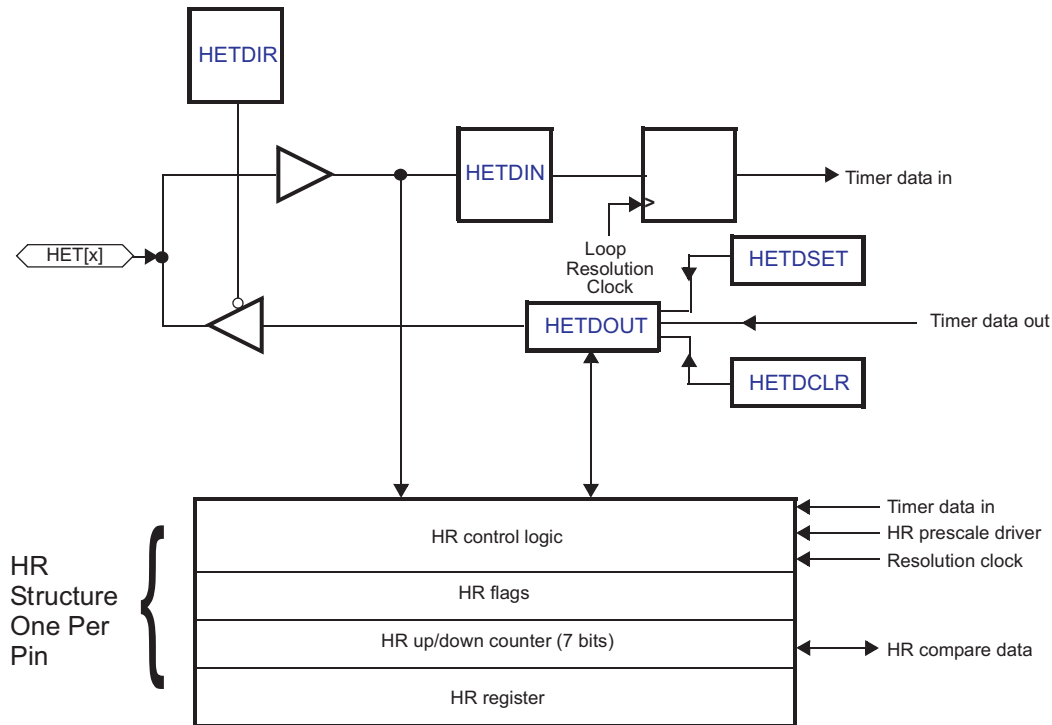 HETDIR
HETDIN
Timer data in
HET[x]
>
Loop
Resolution
Clock
HETDSET
HETDOUT
Timer data out
HETDCLR
HR
Structure
One Per
Pin
HR control logic
HR flags
HR up/down counter (7 bits)
HR register
Timer data in
HR prescale driver
Resolution clock
HR compare data